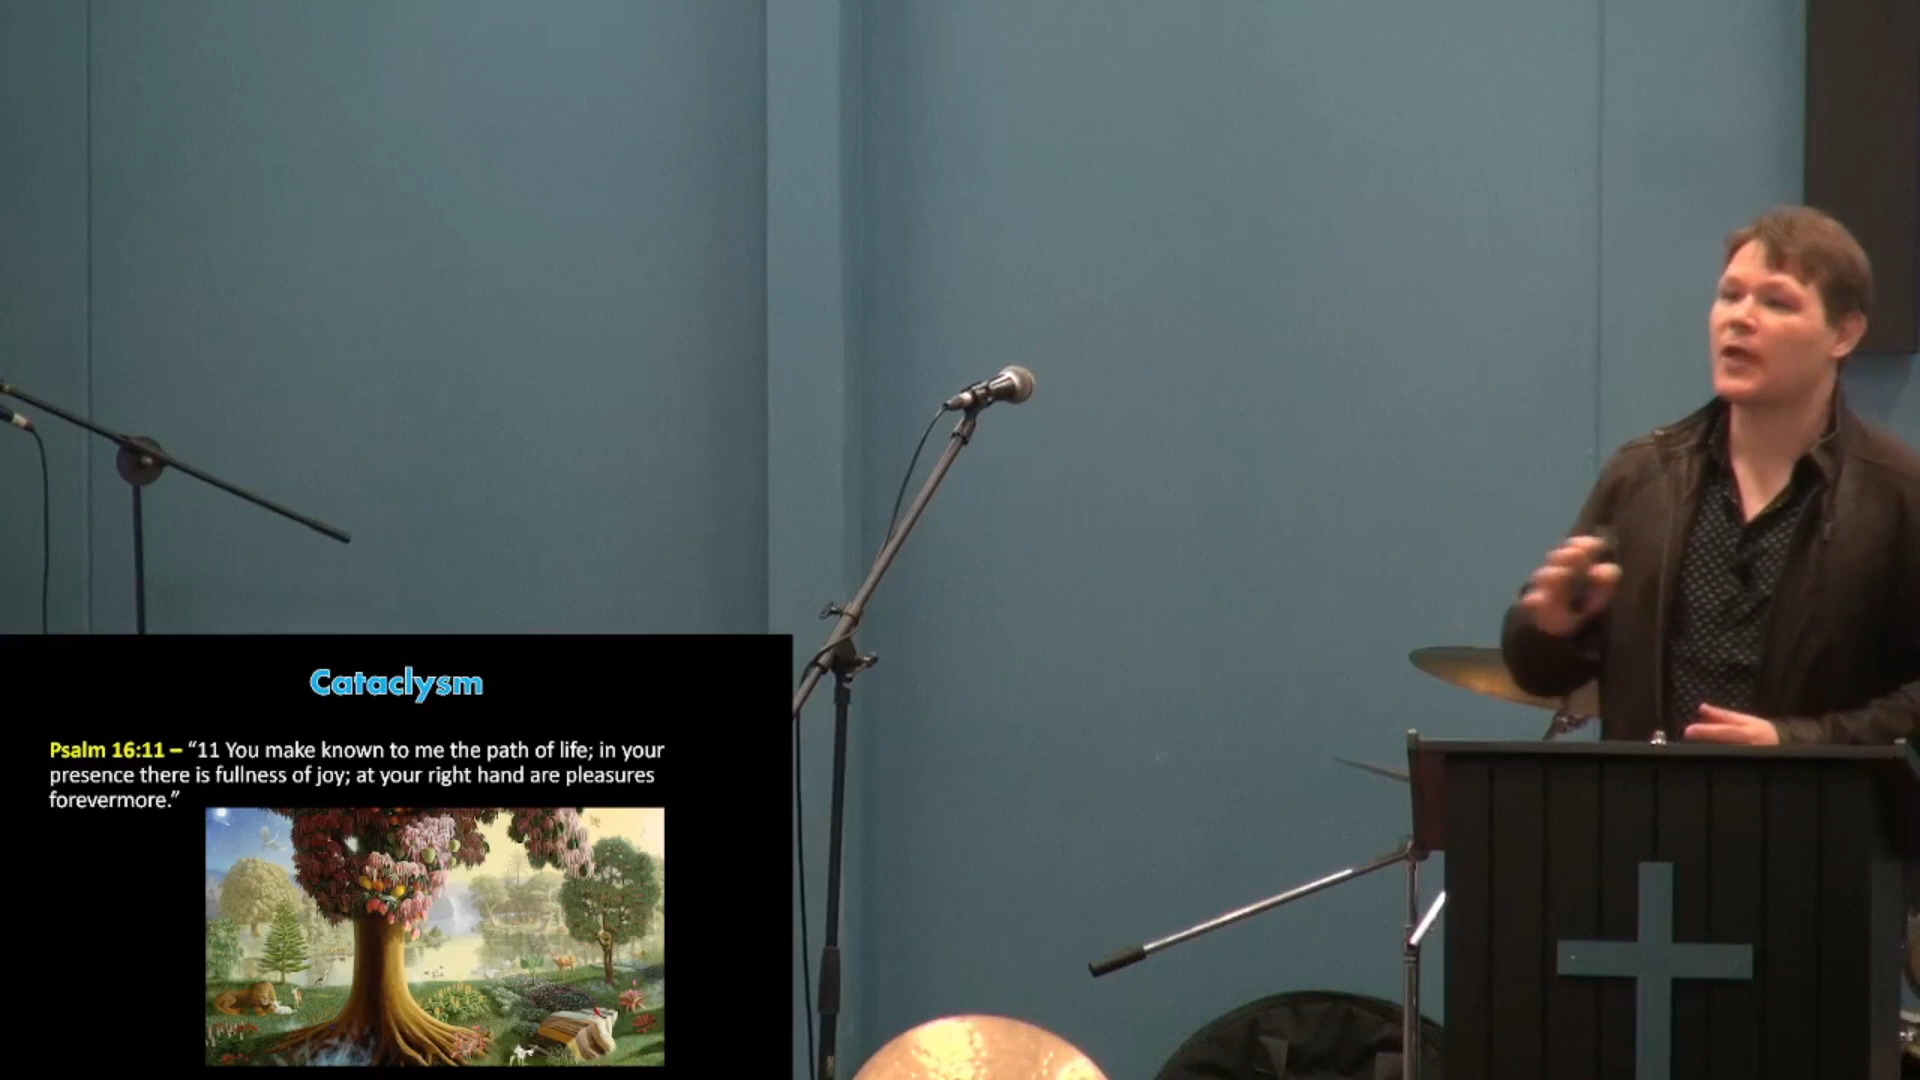 Cataclysm
Psalm 16:11 – “11 You make known to me the path of life; in your
presence there is fullness of joy; at your right hand are pleasures
forevermore.”